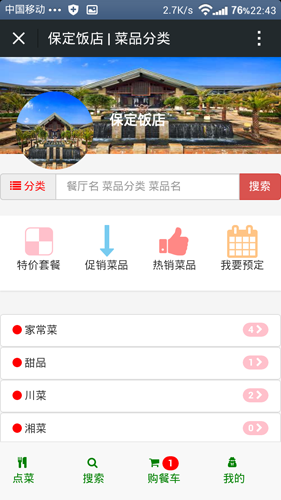 中国移动 2.7K/s 76% 22:43
保定饭店 | 菜品分类
保定饭店
分类 餐厅名 菜品分类 菜品名 搜索
特价套餐 促销菜品 热销菜品 我要预定
家常菜 4
甜品 2
川菜 2
湘菜 0
1
点菜 搜索 购餐车 我的